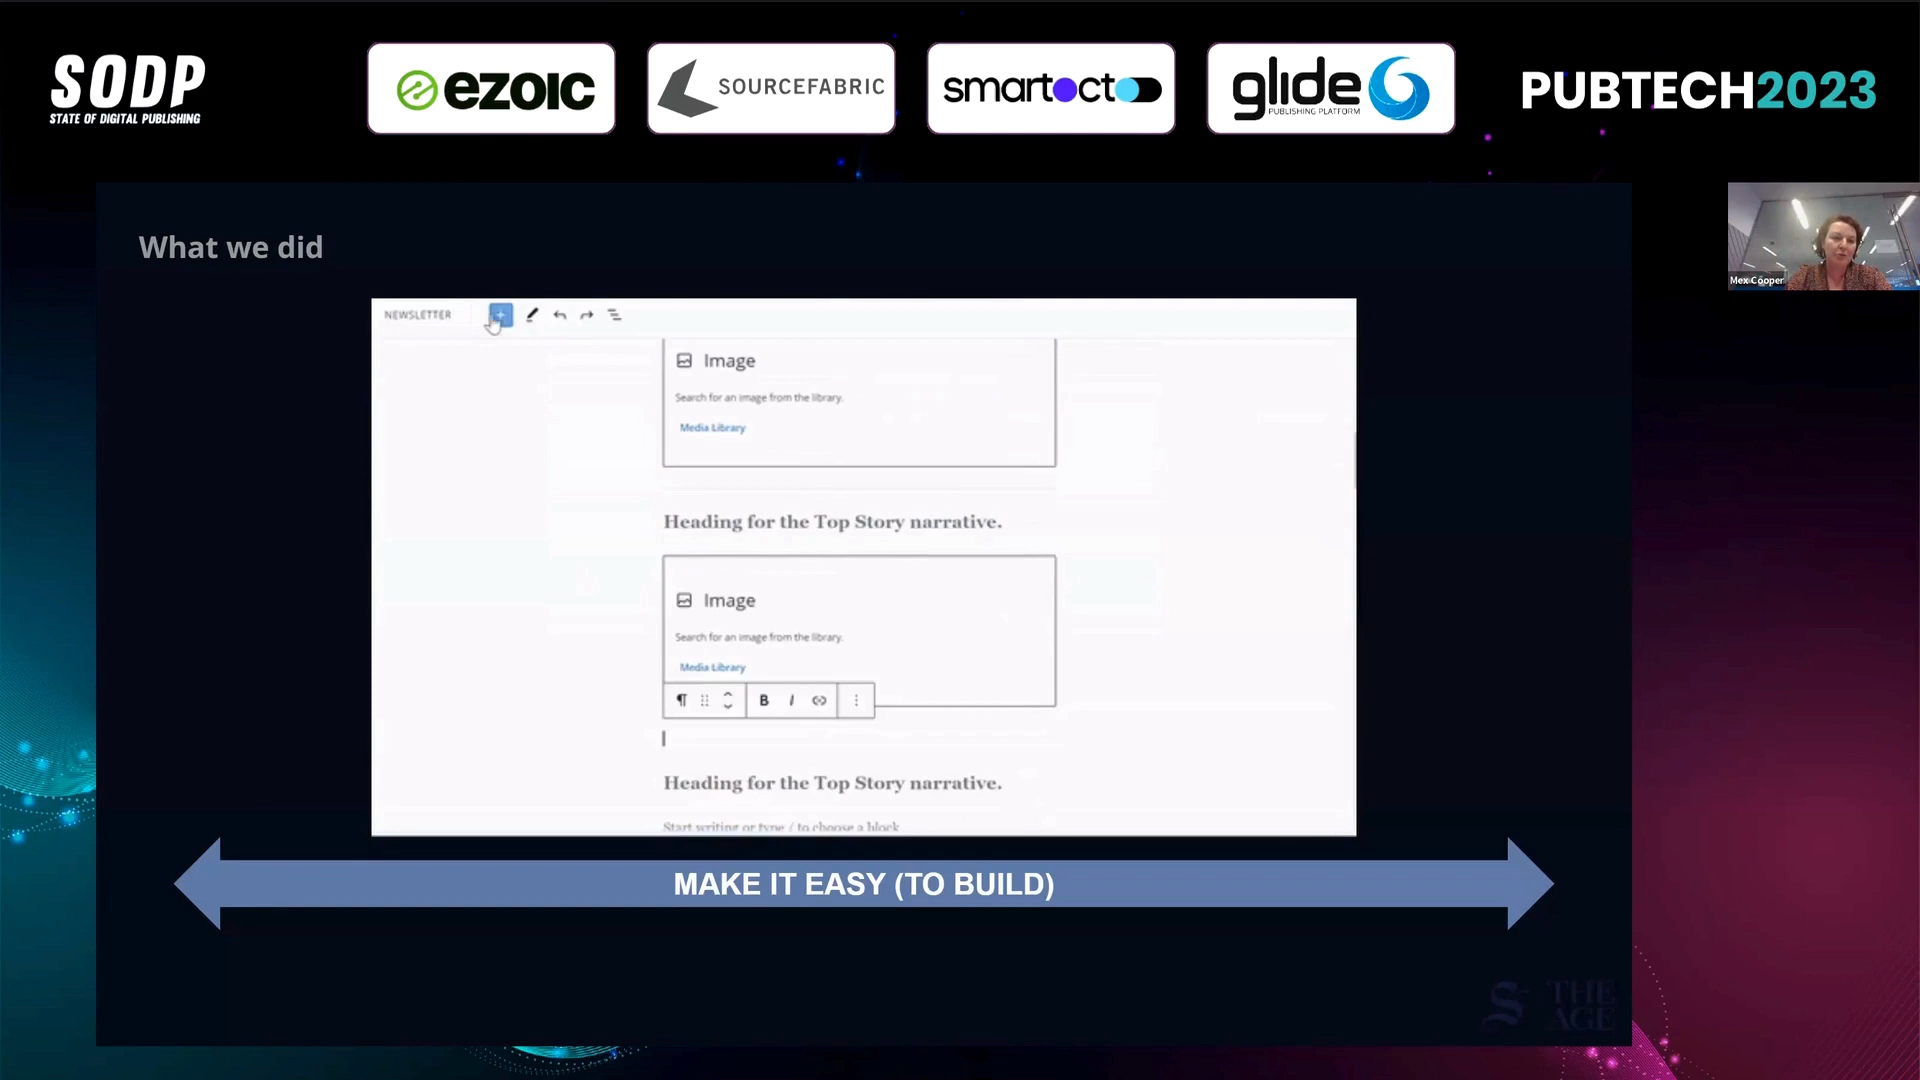 SODP
STATE OF DIGITAL PUBLISHING
ezoic
SOURCEFABRIC
smartocto
glide
PUBLISHING PLATFORM
PUBTECH2023
What we did
Mex Cooper
NEWSLETTER
Image
Search for an image from the library.
Media Library
Heading for the Top Story narrative.
Image
Search for an image from the library.
Media Library
B I
Heading for the Top Story narrative.
Start writing or type / to choose a block
MAKE IT EASY (TO BUILD)
S
THE
AGE